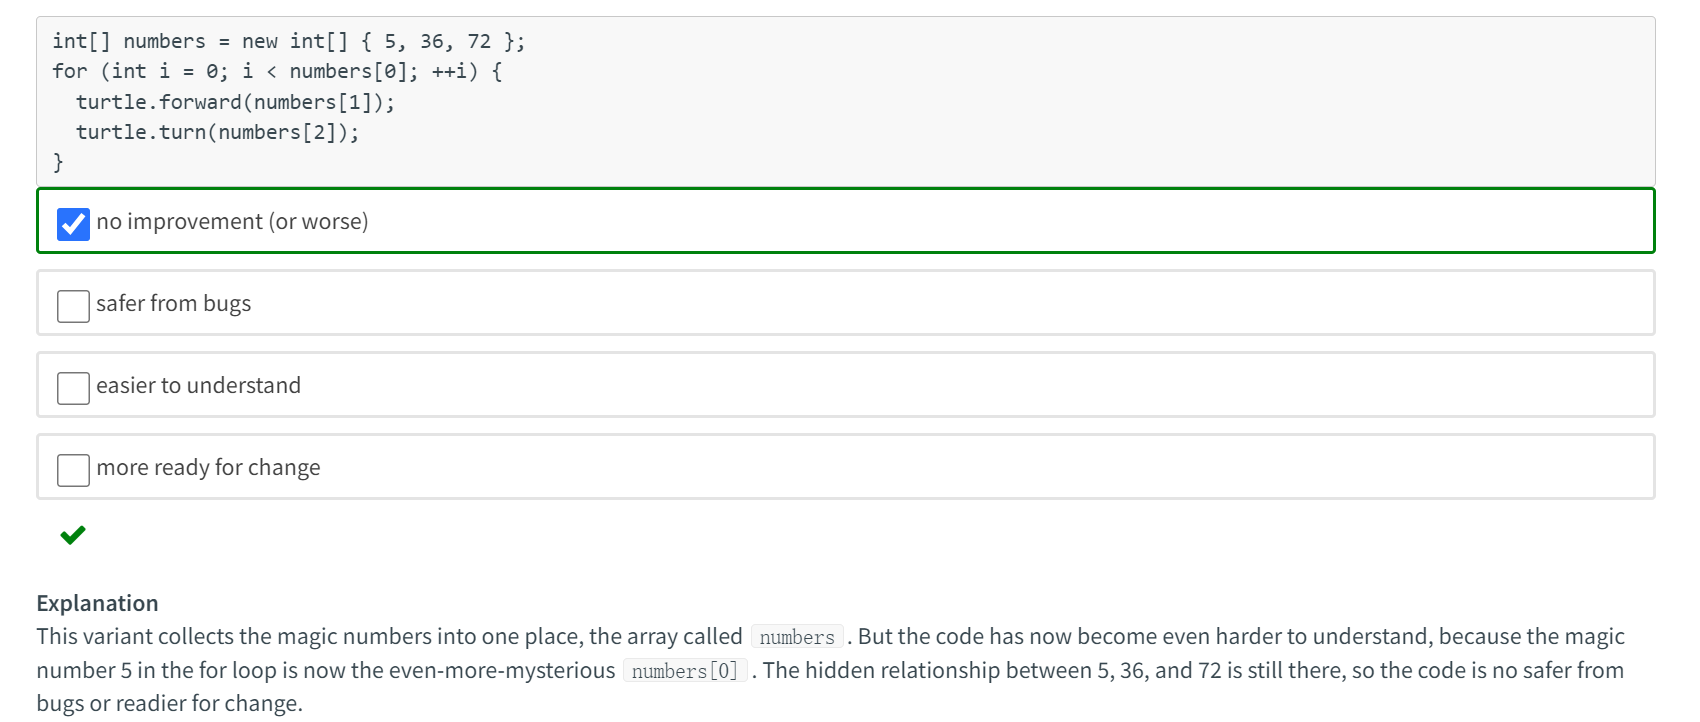 int[] numbers = new int[] { 5, 36, 72 };
for (int i = 0; i < numbers[0]; ++i) {
  turtle.forward(numbers[1]);
  turtle.turn(numbers[2]);
}
no improvement (or worse)
safer from bugs
easier to understand
more ready for change
Explanation
This variant collects the magic numbers into one place, the array called numbers. But the code has now become even harder to understand, because the magic
number 5 in the for loop is now the even-more-mysterious numbers[0]. The hidden relationship between 5, 36, and 72 is still there, so the code is no safer from
bugs or readier for change.